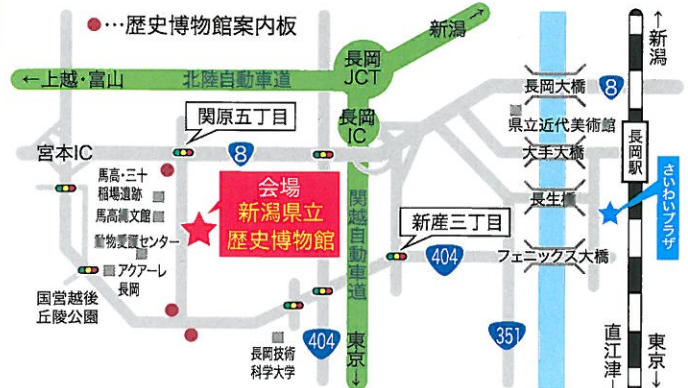 ●…歴史博物館案内板
新潟→
長岡
JCT
←上越・富山
北陸自動車道
↑新潟
長岡大橋
8
関原五丁目
長岡
IC
県立近代美術館
宮本IC
8
大手大橋
長岡駅
馬高・三十
稲場遺跡
馬高縄文館
会場
新潟県立
歴史博物館
関越自動車道
さいわいプラザ
長生橋
新産三丁目
動物愛護センター
アクアーレ
長岡
404
フェニックス大橋
国営越後
丘陵公園
404
351
長岡技術
科学大学
東京↓
直江津↓
東京↓